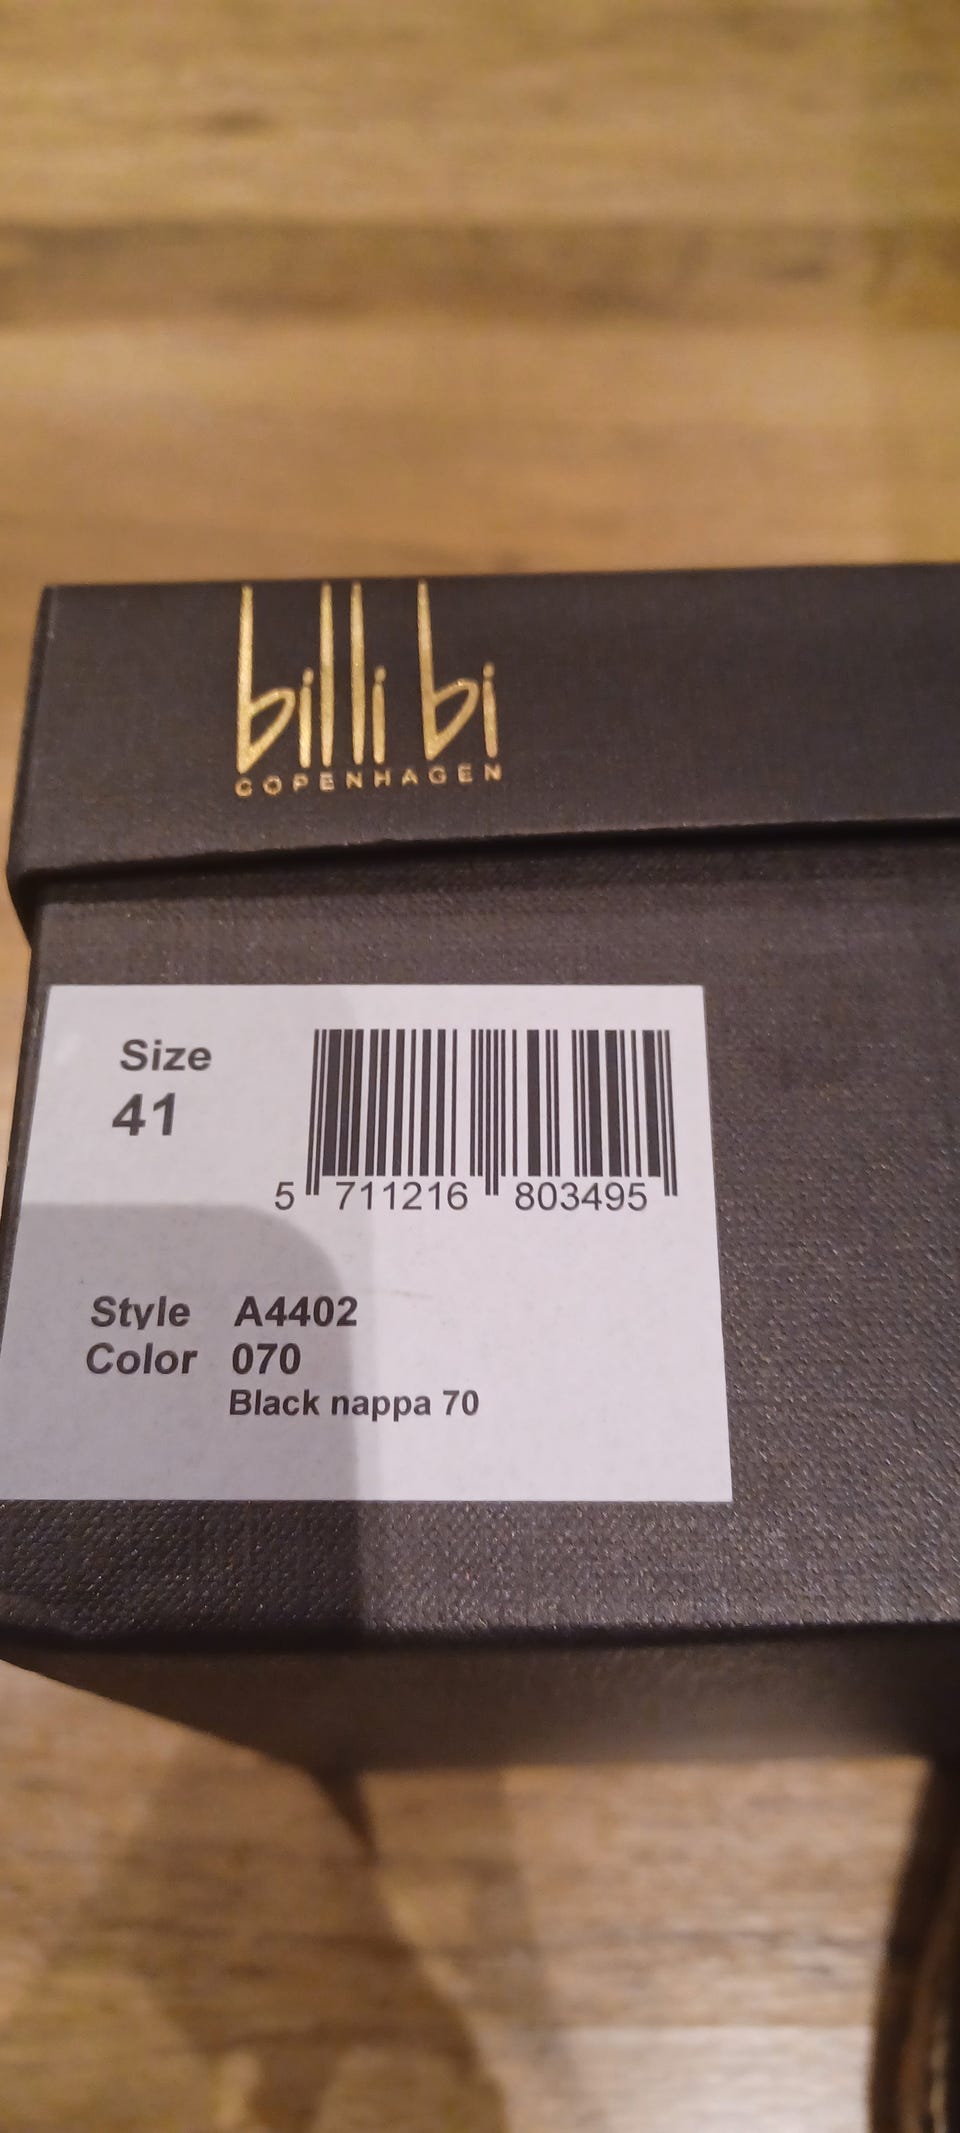 billi bi
COPENHAGEN
Size
41
5 711216 803495
Style A4402
Color 070
Black nappa 70